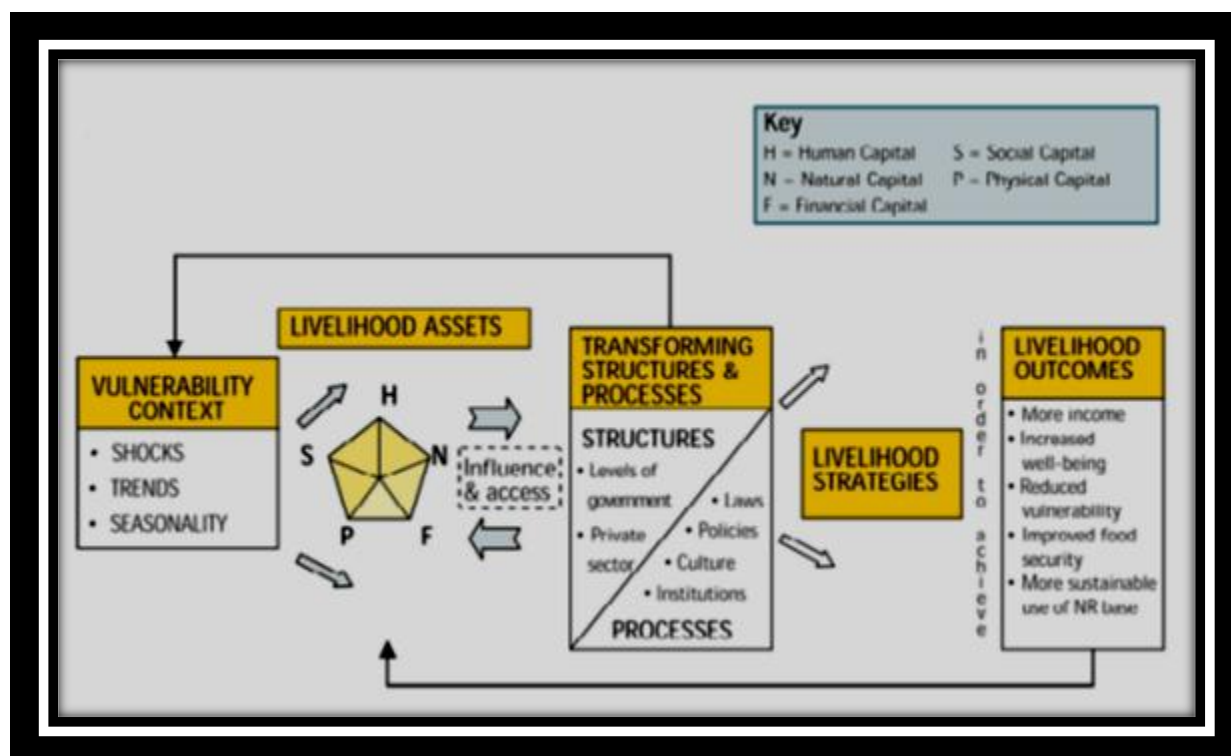 Key
H = Human Capital S = Social Capital
N - Natural Capital P - Physical Capital
F = Financial Capital
LIVELIHOOD ASSETS
VULNERABILITY
CONTEXT
• SHOCKS
• TRENDS
• SEASONALITY
H
S
N
P
F
Influence
& access
TRANSFORMING
STRUCTURES &
PROCESSES
STRUCTURES
• Levels of
government
• Private
sector
• Laws
• Policies
• Culture
• Institutions
PROCESSES
LIVELIHOOD
STRATEGIES
in order to achieve
LIVELIHOOD
OUTCOMES
• More income
• Increased
well-being
• Reduced
vulnerability
• Improved food
security
• More sustainable
use of NR base